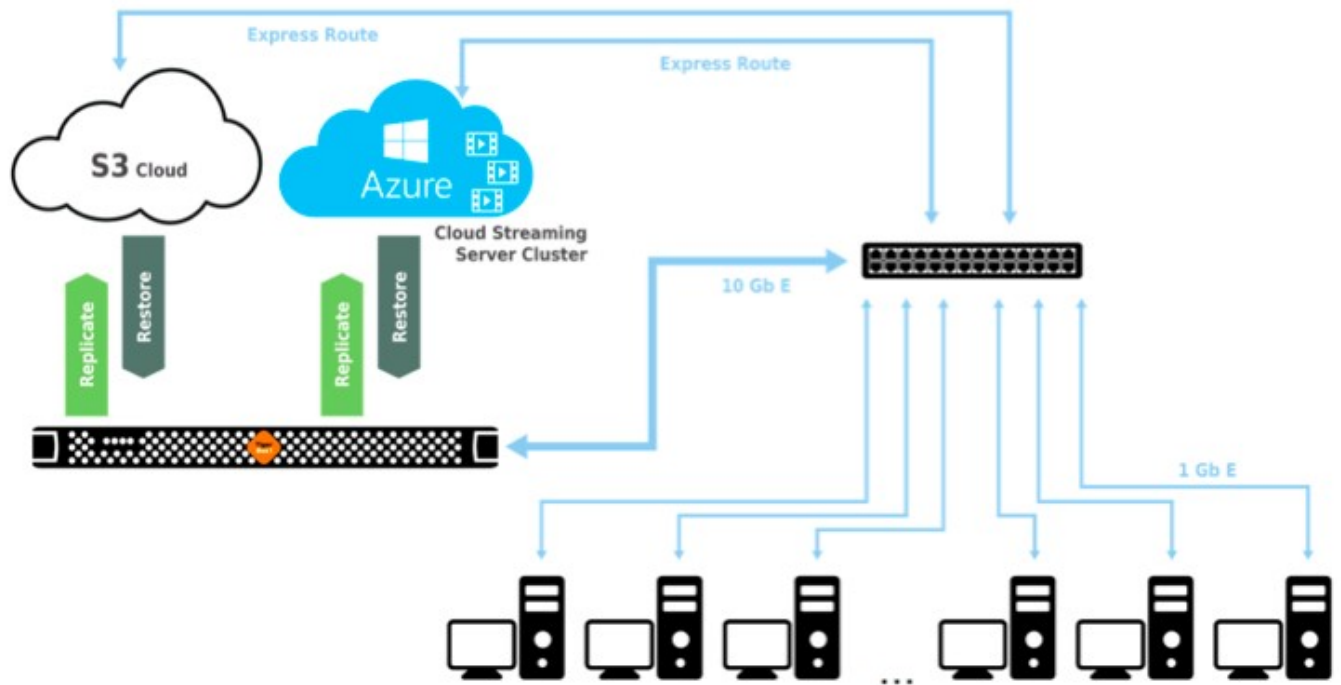 Express Route
Express Route
S3 Cloud
Azure
Cloud Streaming
Server Cluster
10 Gb E
Replicate
Restore
Replicate
Restore
1 Gb E
...